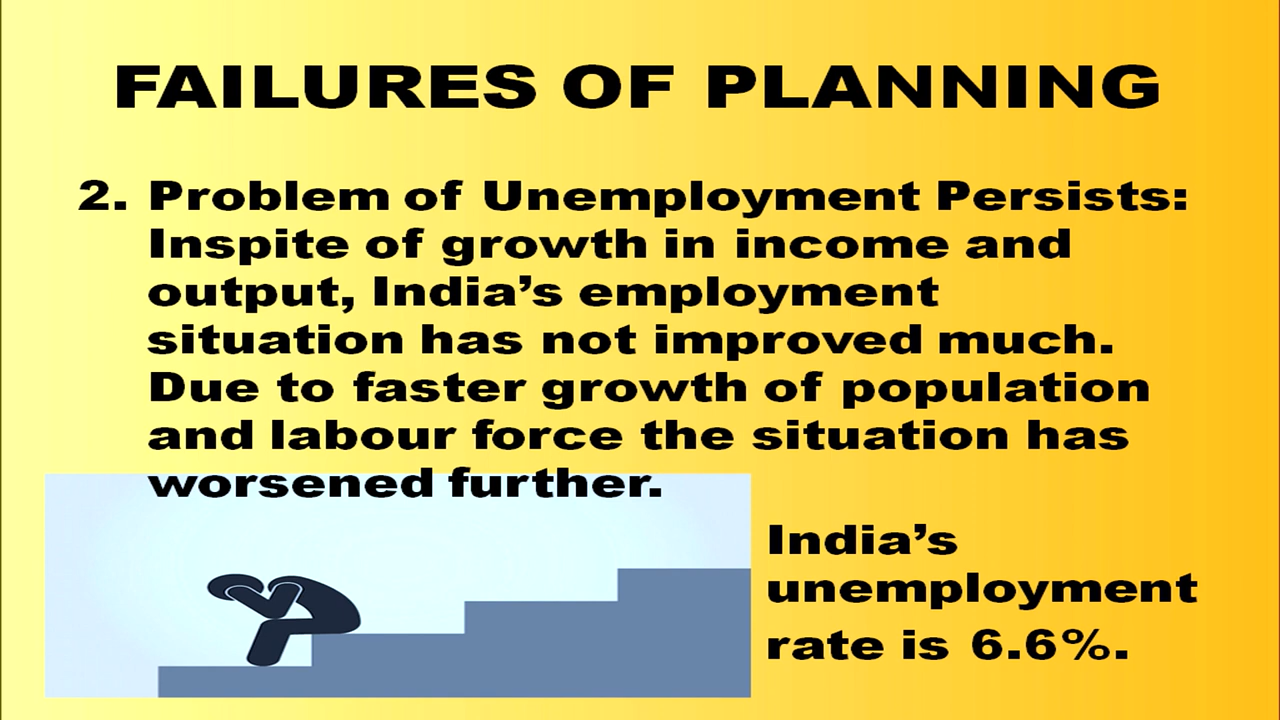 FAILURES OF PLANNING
2. Problem of Unemployment Persists:
Inspite of growth in income and
output, India’s employment
situation has not improved much.
Due to faster growth of population
and labour force the situation has
worsened further.
India’s
unemployment
rate is 6.6%.